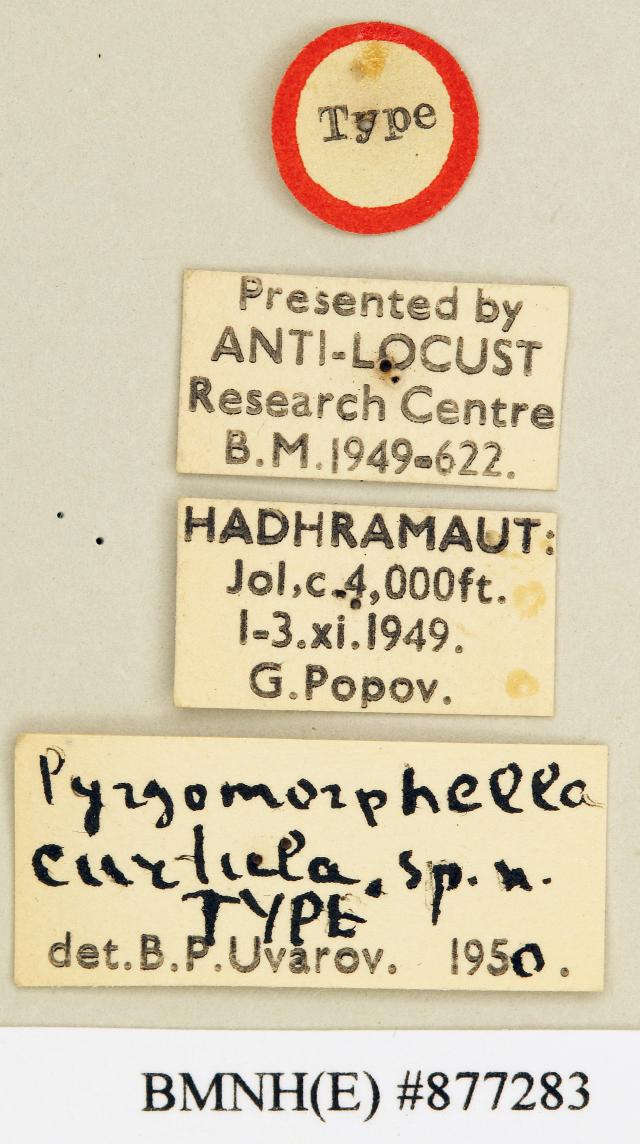 Type
Presented by
ANTI-LOCUST
Research Centre
B.M.1949-622.
HADHRAMAUT:
Jol,c.4,000ft.
1-3.xi.1949.
G.Popov.
Pyrgomorphella
curtula, sp.n.
TYPE
det.B.P.Uvarov. 1950.
BMNH(E) #877283